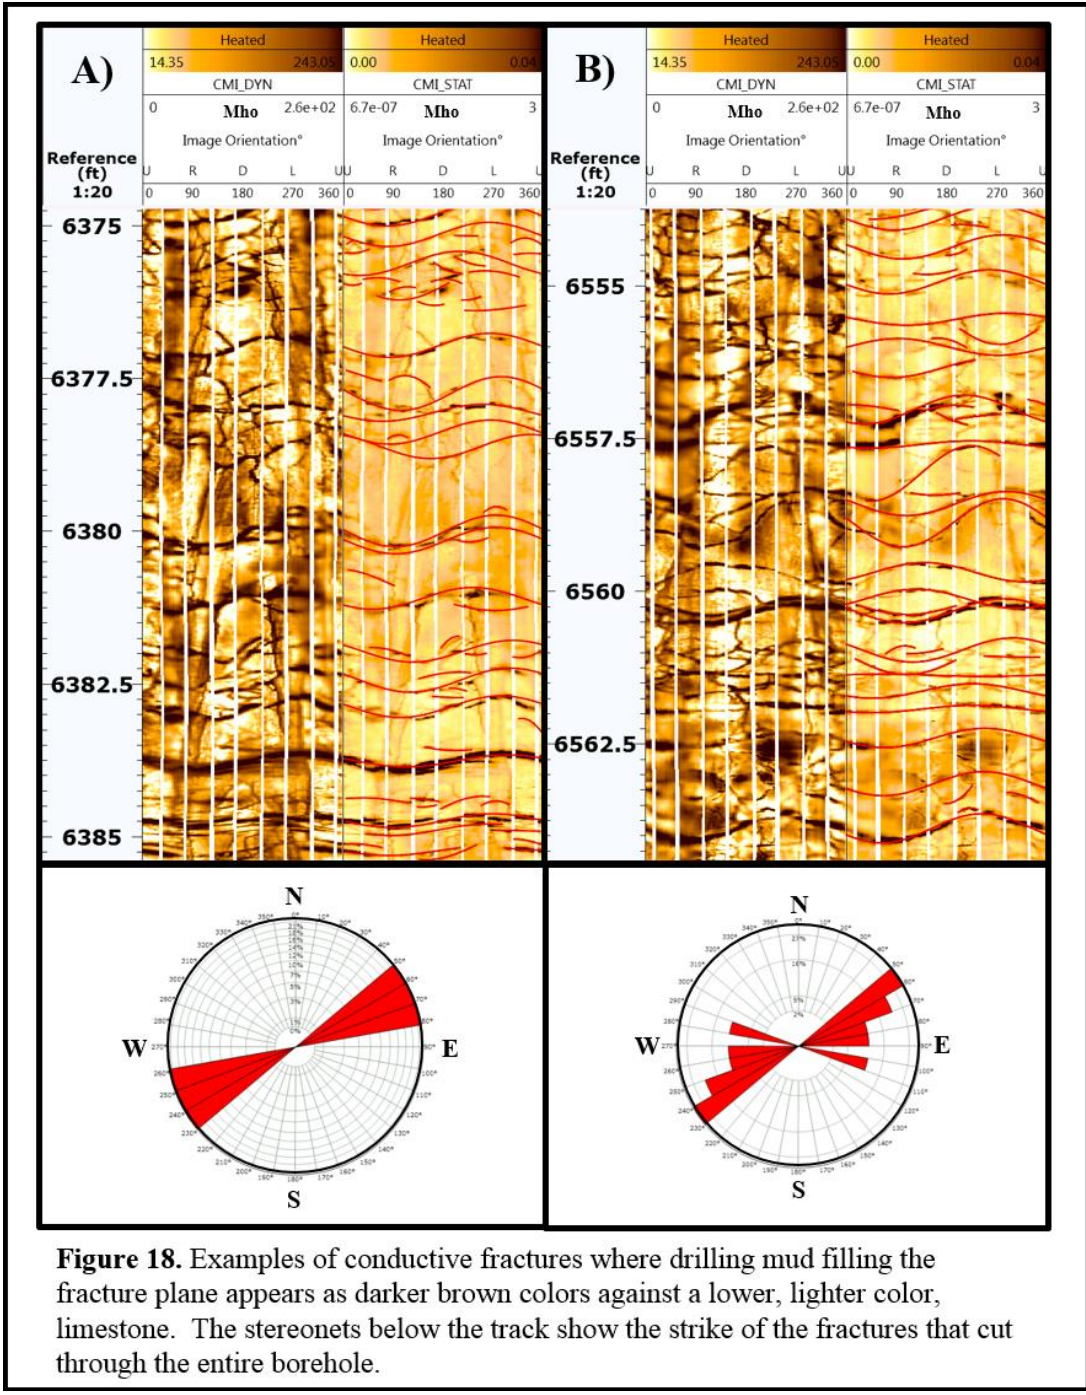 A)
Heated
14.35 243.05
CMI_DYN
0 Mho 2.6e+02
Image Orientation°
U R D L U
0 90 180 270 360
Heated
0.00 0.04
CMI_STAT
6.7e-07 Mho 3
Image Orientation°
U R D L U
0 90 180 270 360
Reference
(ft)
1:20
6375
6377.5
6380
6382.5
6385
B)
Heated
14.35 243.05
CMI_DYN
0 Mho 2.6e+02
Image Orientation°
U R D L U
0 90 180 270 360
Heated
0.00 0.04
CMI_STAT
6.7e-07 Mho 3
Image Orientation°
U R D L
0 90 180 270 360
Reference
(ft)
1:20
6555
6557.5
6560
6562.5
N
W E
S
N
W E
S
Figure 18. Examples of conductive fractures where drilling mud filling the
fracture plane appears as darker brown colors against a lower, lighter color,
limestone. The stereonets below the track show the strike of the fractures that cut
through the entire borehole.